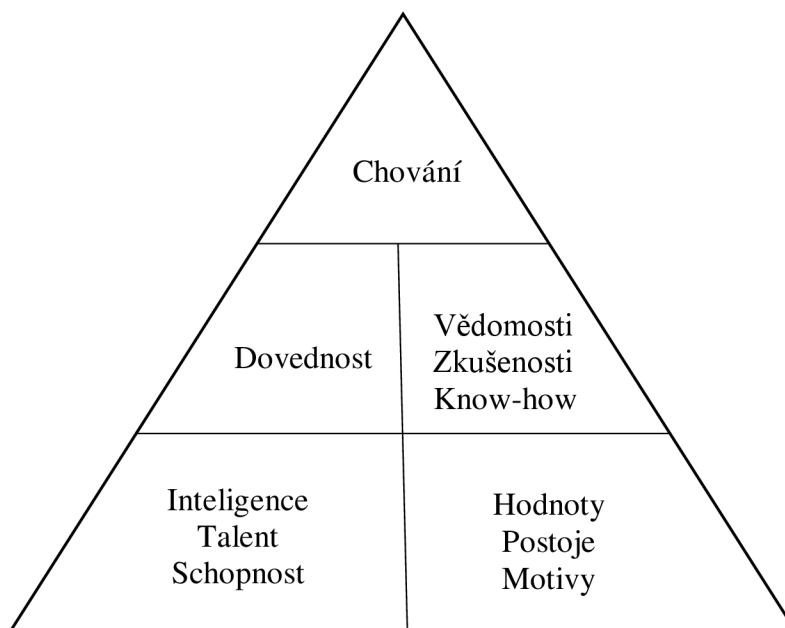 Chování
Dovednost
Vědomosti
Zkušenosti
Know-how
Inteligence
Talent
Schopnost
Hodnoty
Postoje
Motivy